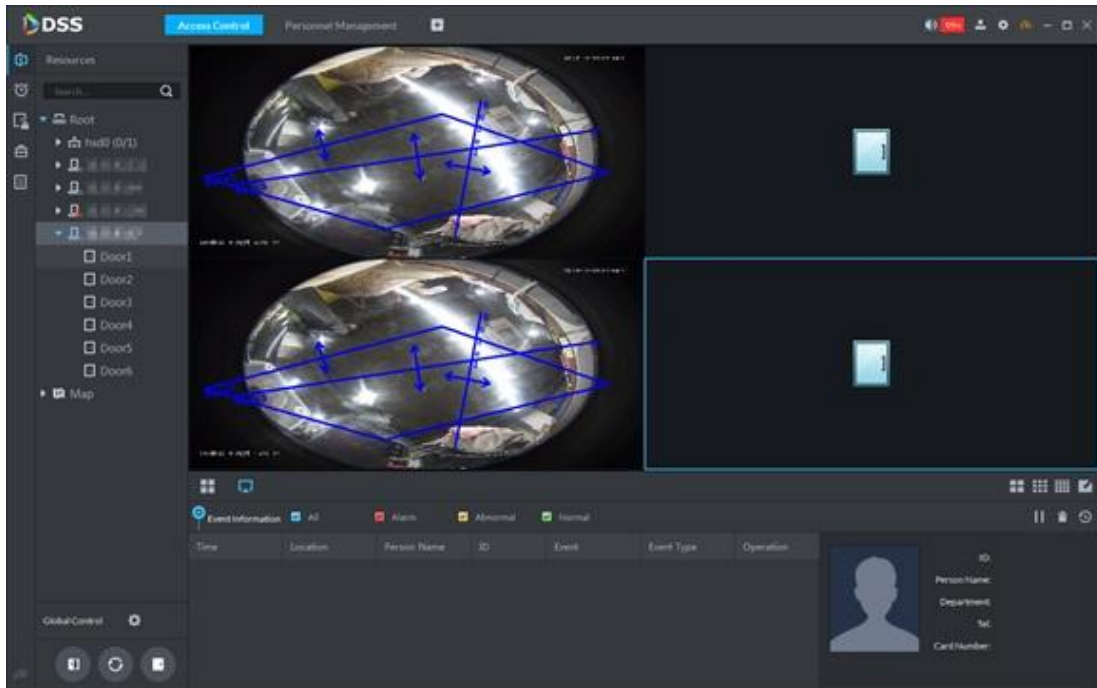 DSS
Access Control
Personnel Management
Resources
Search...
Root
hsd0 (0/1)
Door1
Door2
Door3
Door4
Door5
Door6
Map
Global Control
Event Information
All
Alarm
Abnormal
Normal
Time
Location
Person Name
ID
Event
Event Type
Operation
ID:
Person Name:
Department:
Tel:
Card Number: